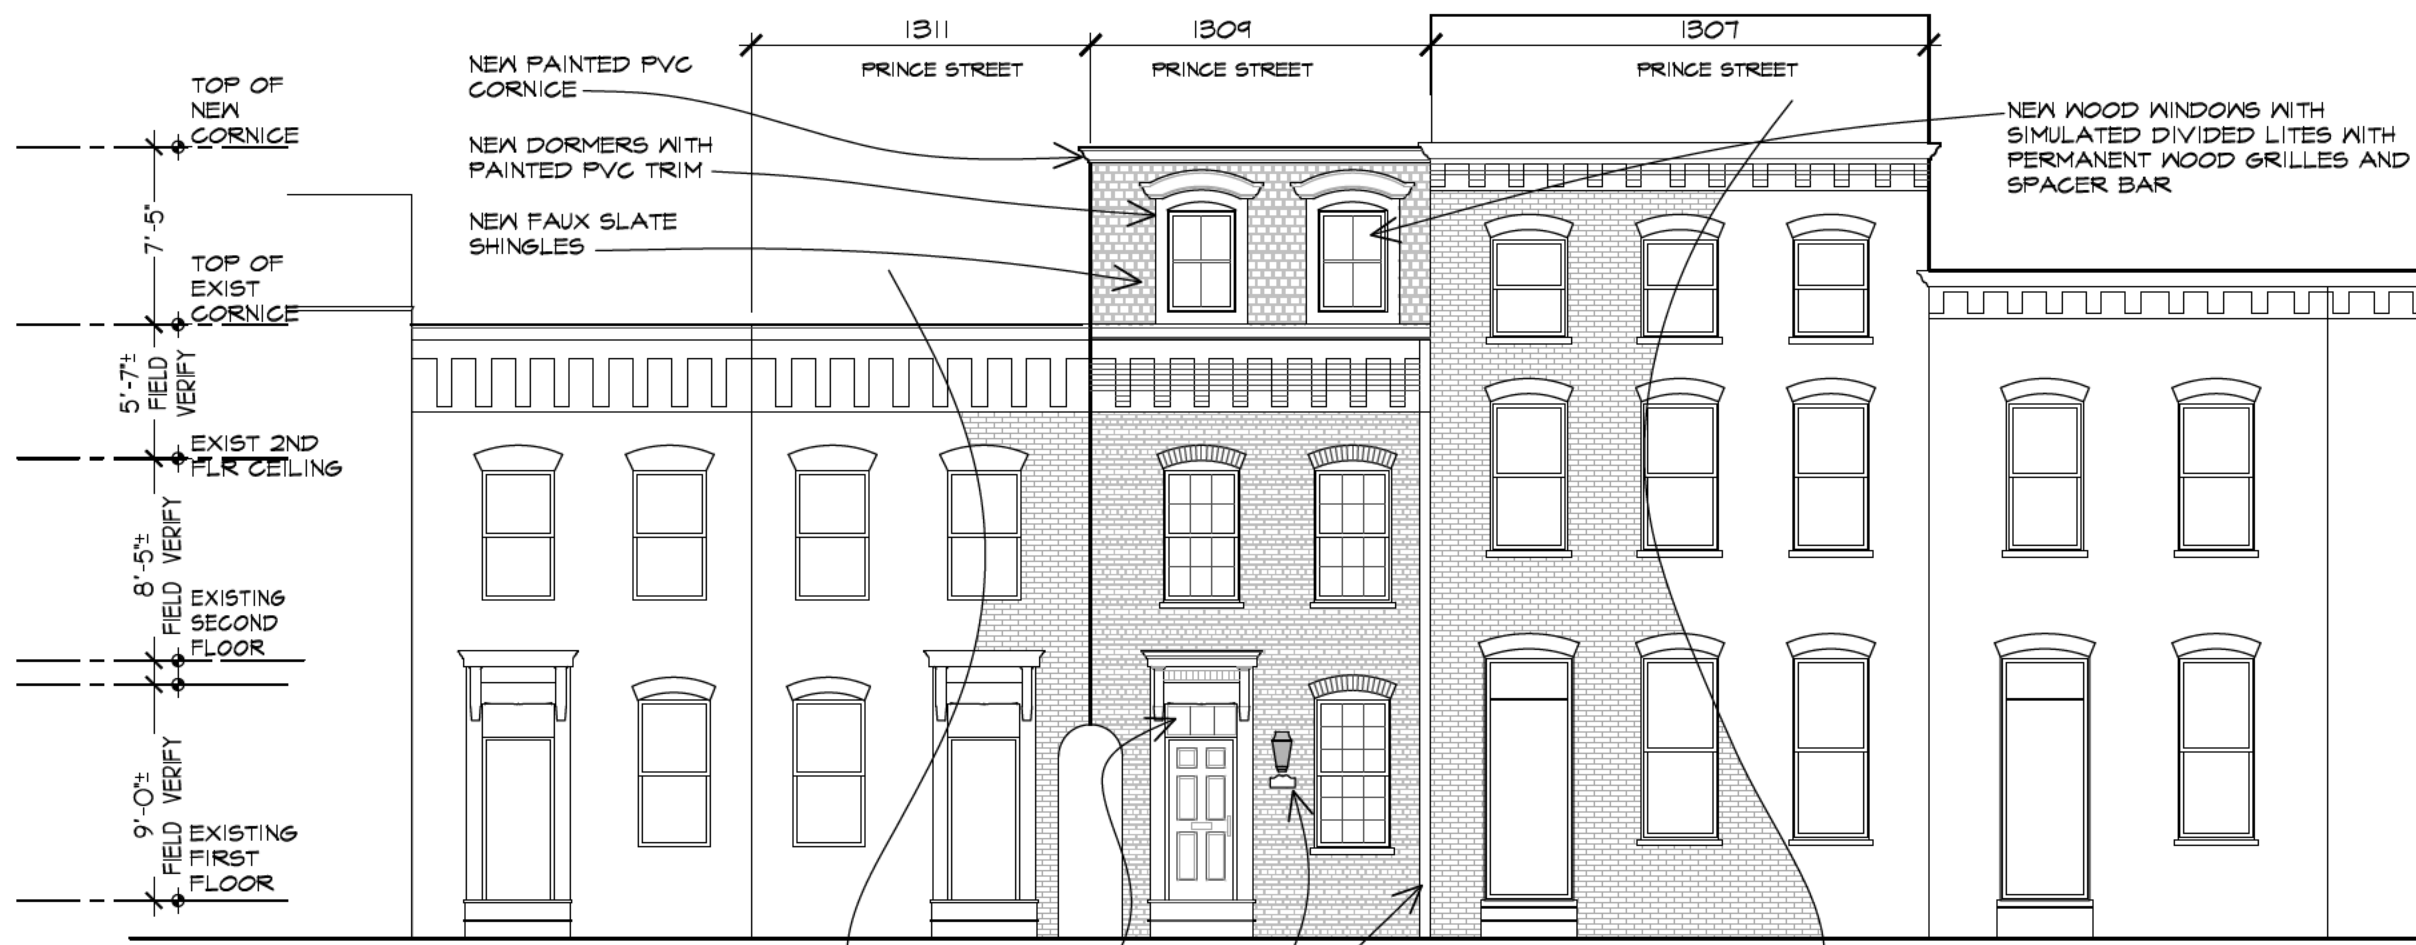 1311
PRINCE STREET
1309
PRINCE STREET
1307
PRINCE STREET
NEW PAINTED PVC
CORNICE
NEW DORMERS WITH
PAINTED PVC TRIM
NEW FAUX SLATE
SHINGLES
NEW WOOD WINDOWS WITH
SIMULATED DIVIDED LITES WITH
PERMANENT WOOD GRILLES AND
SPACER BAR
TOP OF
NEW
CORNICE
7'-5"
TOP OF
EXIST
CORNICE
5'-7"±
FIELD
VERIFY
EXIST 2ND
FLR CEILING
8'-5"±
FIELD VERIFY
EXISTING
SECOND
FLOOR
9'-0"±
FIELD VERIFY
EXISTING
FIRST
FLOOR